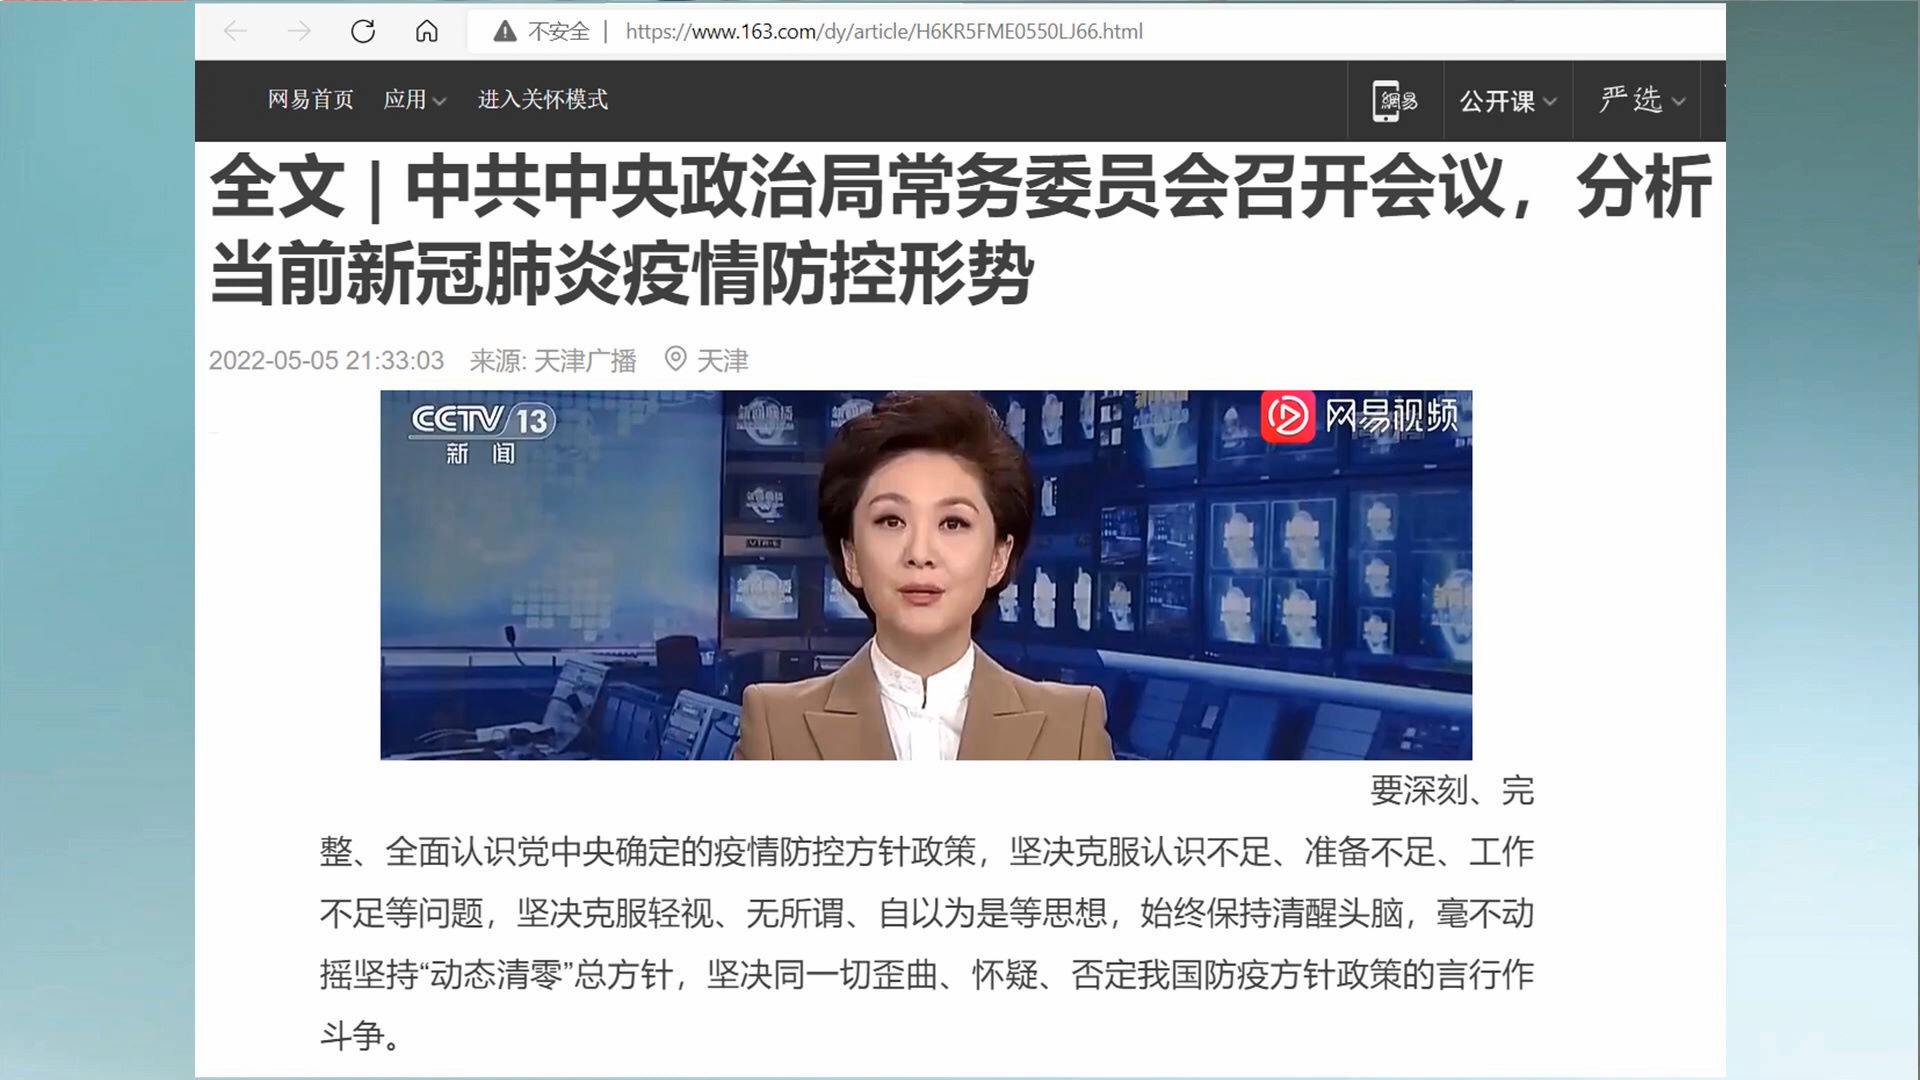 不安全 | https://www.163.com/dy/article/H6KR5FME0550LJ66.html
网易首页 应用 进入关怀模式 網易 公开课 严选
全文 | 中共中央政治局常务委员会召开会议，分析
当前新冠肺炎疫情防控形势
2022-05-05 21:33:03 来源: 天津广播 天津
CCTV 13
新闻
网易视频
要深刻、完
整、全面认识党中央确定的疫情防控方针政策，坚决克服认识不足、准备不足、工作
不足等问题，坚决克服轻视、无所谓、自以为是等思想，始终保持清醒头脑，毫不动
摇坚持“动态清零”总方针，坚决同一切歪曲、怀疑、否定我国防疫方针政策的言行作
斗争。